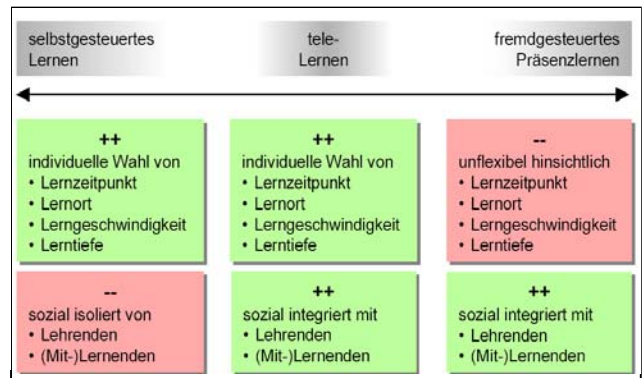 selbstgesteuertes
Lernen
tele-
Lernen
fremdgesteuertes
Präsenzlernen
++
individuelle Wahl von
• Lernzeitpunkt
• Lernort
• Lerngeschwindigkeit
• Lerntiefe
++
individuelle Wahl von
• Lernzeitpunkt
• Lernort
• Lerngeschwindigkeit
• Lerntiefe
--
unflexibel hinsichtlich
• Lernzeitpunkt
• Lernort
• Lerngeschwindigkeit
• Lerntiefe
--
sozial isoliert von
• Lehrenden
• (Mit-)Lernenden
++
sozial integriert mit
• Lehrenden
• (Mit-)Lernenden
++
sozial integriert mit
• Lehrenden
• (Mit-)Lernenden